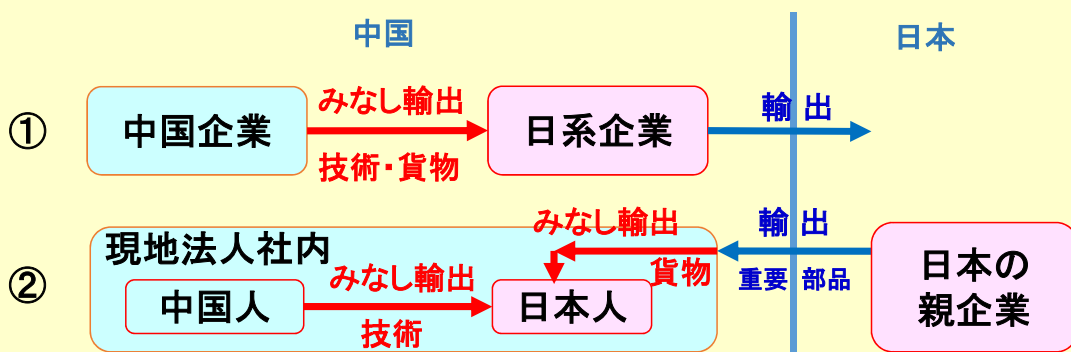 中国
日本
①
中国企業
みなし輸出
技術・貨物
日系企業
輸 出
②
現地法人社内
中国人
みなし輸出
技術
日本人
みなし輸出
貨物
輸 出
重要 部品
日本の
親企業